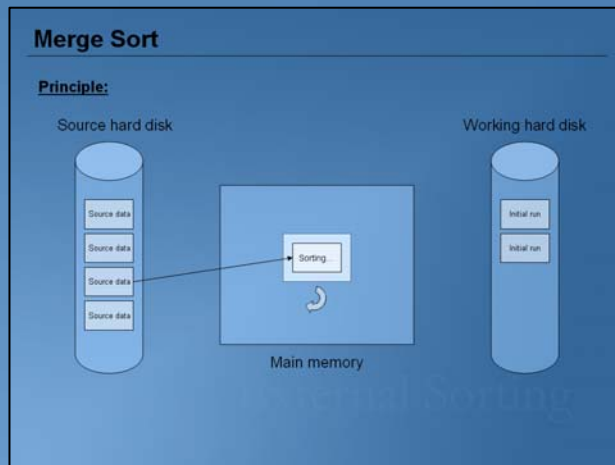 Merge Sort
Principle:
Source hard disk
Working hard disk
Source data
Source data
Source data
Source data
Sorting...
Initial run
Initial run
Main memory
External Sorting